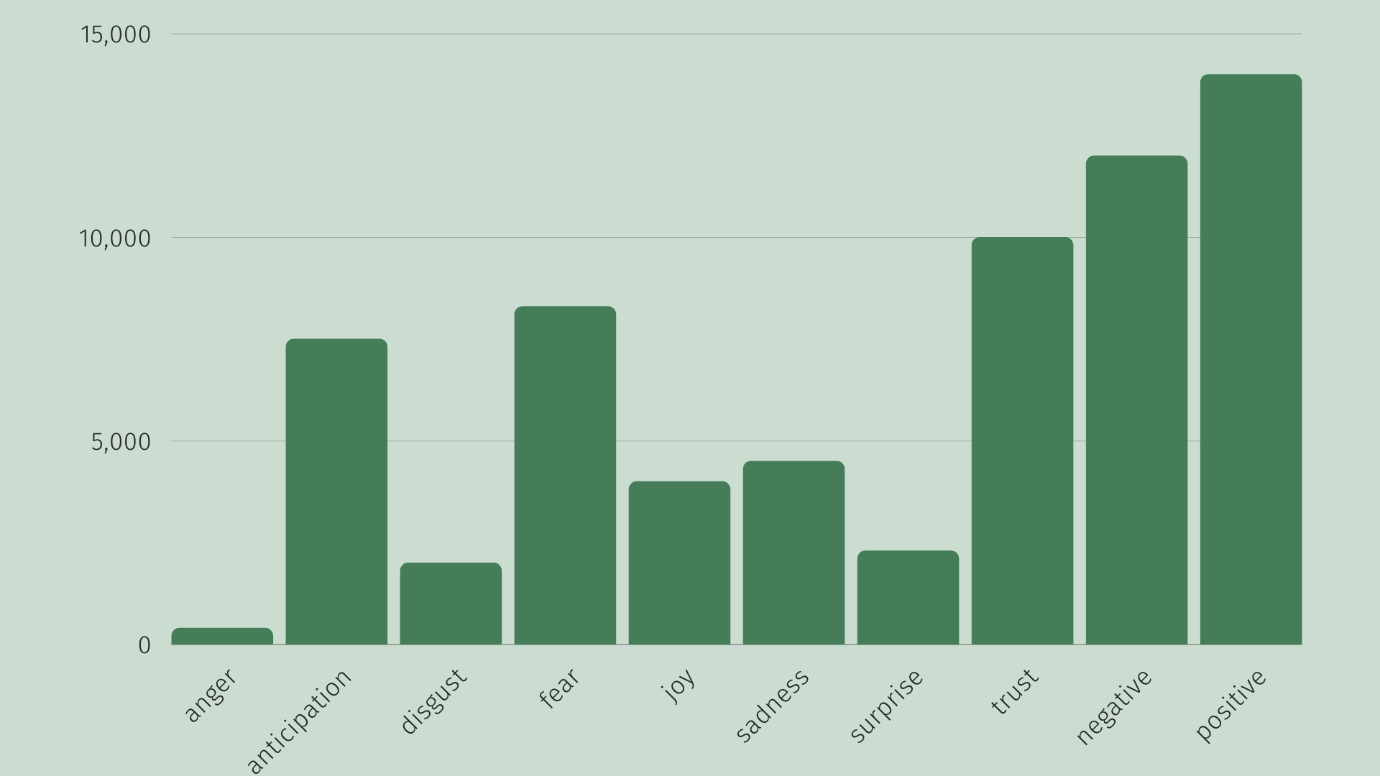 15,000
10,000
5,000
0
anger
anticipation
disgust
fear
joy
sadness
surprise
trust
negative
positive